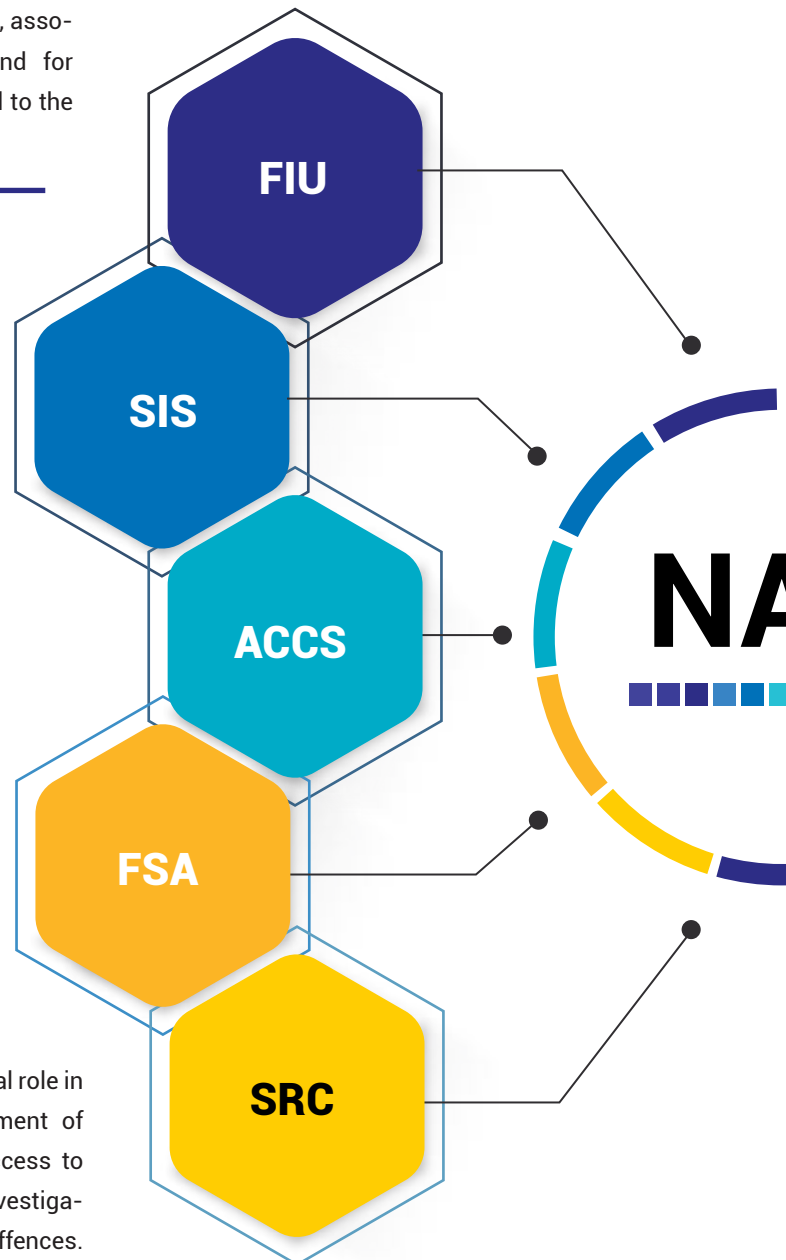 , asso-
nd for
l to the
FIU
SIS
ACCS
NA
FSA
SRC
al role in
ment of
cess to
vestiga-
ffences.